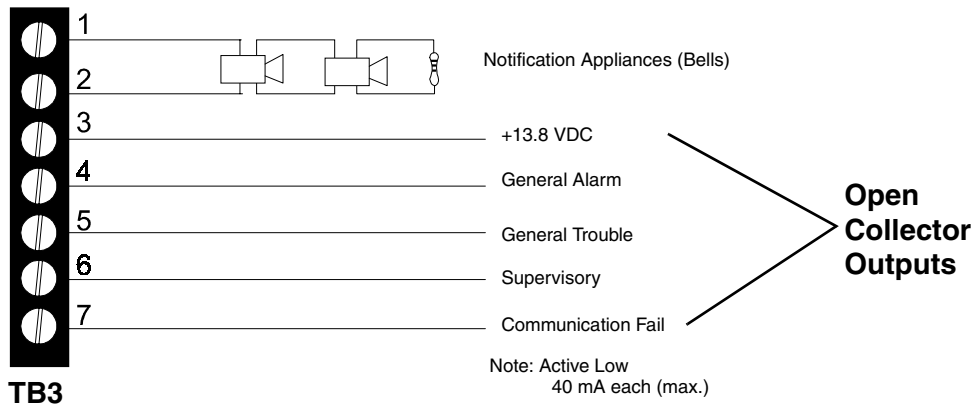 1
2
Notification Appliances (Bells)
3
+13.8 VDC
4
General Alarm
5
General Trouble
6
Supervisory
7
Communication Fail
Open
Collector
Outputs
Note: Active Low
40 mA each (max.)
TB3